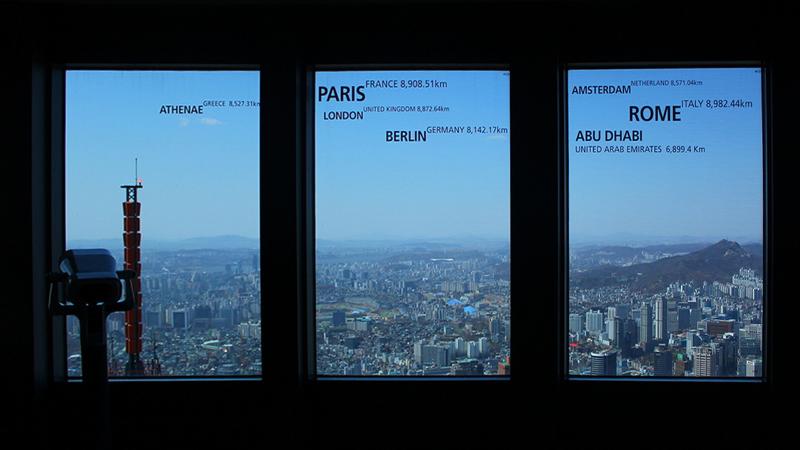 ATHENAE GREECE 8,527.31km
PARIS FRANCE 8,908.51km
LONDON UNITED KINGDOM 8,872.64km
BERLIN GERMANY 8,142.17km
AMSTERDAM NETHERLAND 8,571.04km
ROME ITALY 8,982.44km
ABU DHABI
UNITED ARAB EMIRATES 6,899.4 Km